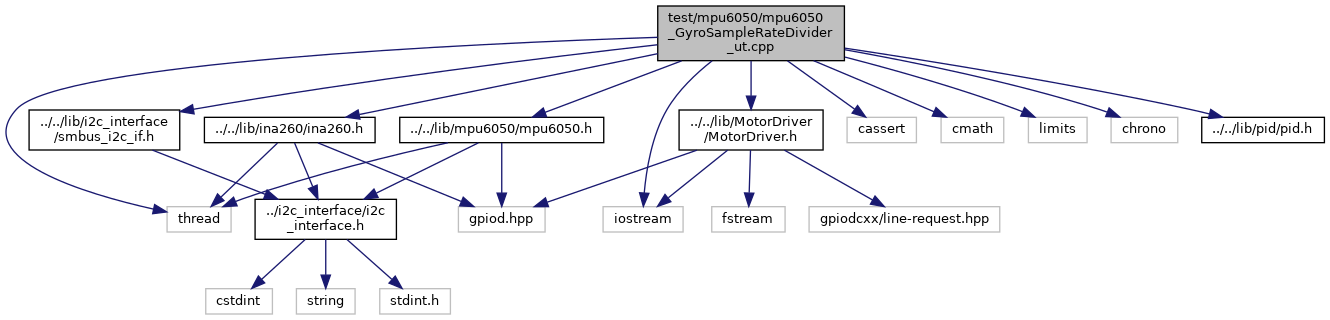 test/mpu6050/mpu6050
_GyroSampleRateDivider
_ut.cpp
../../lib/i2c_interface
/smbus_i2c_if.h
../../lib/ina260/ina260.h
../../lib/mpu6050/mpu6050.h
../../lib/MotorDriver
/MotorDriver.h
cassert
cmath
limits
chrono
../../lib/pid/pid.h
thread
../i2c_interface/i2c
_interface.h
gpiod.hpp
iostream
fstream
gpiodcxx/line-request.hpp
cstdint
string
stdint.h